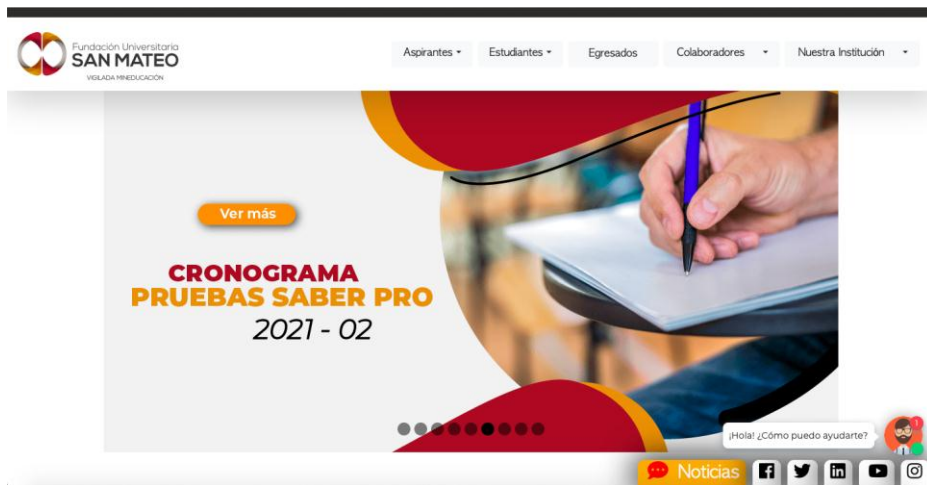 Fundación Universitaria
SAN MATEO
VIGILADA MINEDUCACIÓN
Aspirantes
Estudiantes
Egresados
Colaboradores
Nuestra Institución
Ver más
CRONOGRAMA
PRUEBAS SABER PRO
2021 - 02
¡Hola! ¿Cómo puedo ayudarte?
1
Noticias